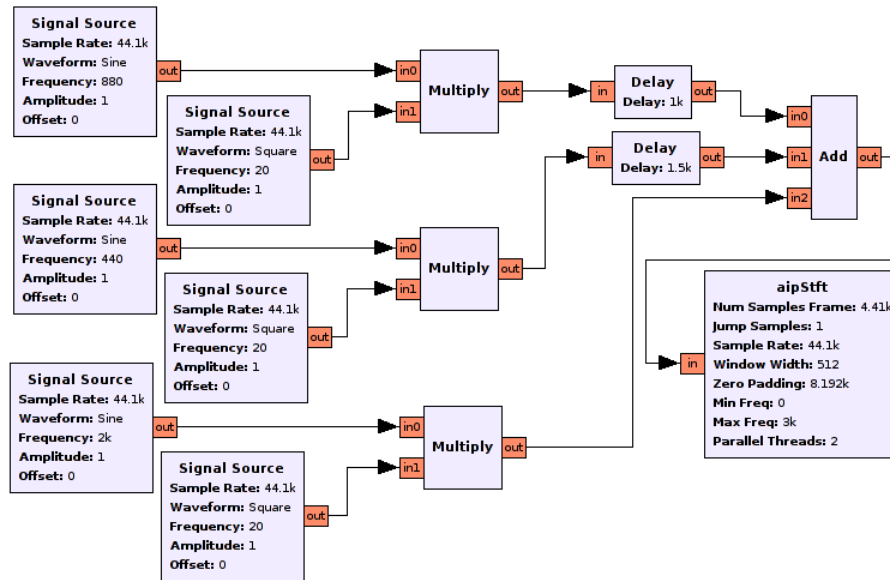 Signal Source
Sample Rate: 44.1k
Waveform: Sine
Frequency: 880
Amplitude: 1
Offset: 0
out
Signal Source
Sample Rate: 44.1k
Waveform: Square
Frequency: 20
Amplitude: 1
Offset: 0
out
in0
in1
Multiply
out
in
Delay
Delay: 1k
out
Signal Source
Sample Rate: 44.1k
Waveform: Sine
Frequency: 440
Amplitude: 1
Offset: 0
out
Signal Source
Sample Rate: 44.1k
Waveform: Square
Frequency: 20
Amplitude: 1
Offset: 0
out
in0
in1
Multiply
out
in
Delay
Delay: 1.5k
out
in0
in1
in2
Add
out
Signal Source
Sample Rate: 44.1k
Waveform: Sine
Frequency: 2k
Amplitude: 1
Offset: 0
out
Signal Source
Sample Rate: 44.1k
Waveform: Square
Frequency: 20
Amplitude: 1
Offset: 0
out
in0
in1
Multiply
out
in
aipStft
Num Samples Frame: 4.41k
Jump Samples: 1
Sample Rate: 44.1k
Window Width: 512
Zero Padding: 8.192k
Min Freq: 0
Max Freq: 3k
Parallel Threads: 2